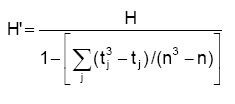 H' = H / (1 − [∑_j (t_j^3 − t_j) / (n^3 − n)])